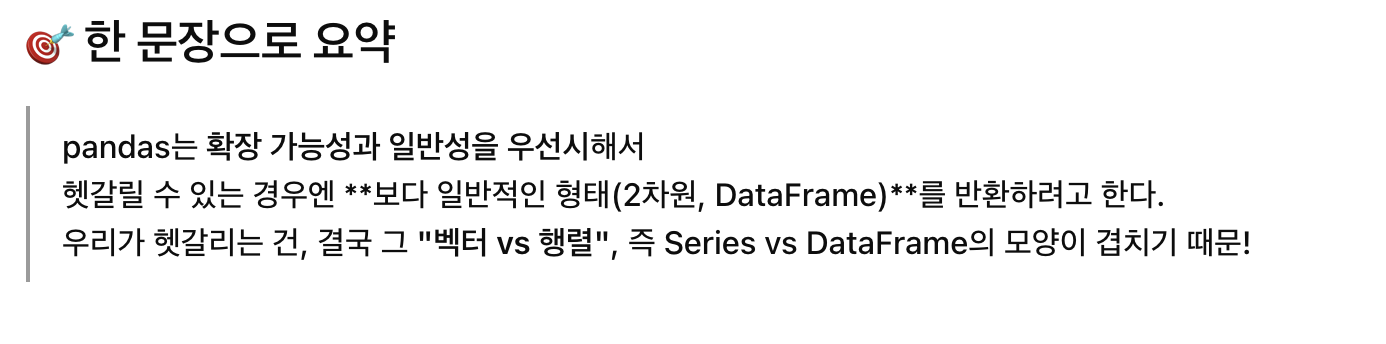 🎯 한 문장으로 요약
pandas는 확장 가능성과 일반성을 우선시해서
헷갈릴 수 있는 경우엔 **보다 일반적인 형태(2차원, DataFrame)**를 반환하려고 한다.
우리가 헷갈리는 건, 결국 그 "벡터 vs 행렬", 즉 Series vs DataFrame의 모양이 겹치기 때문!